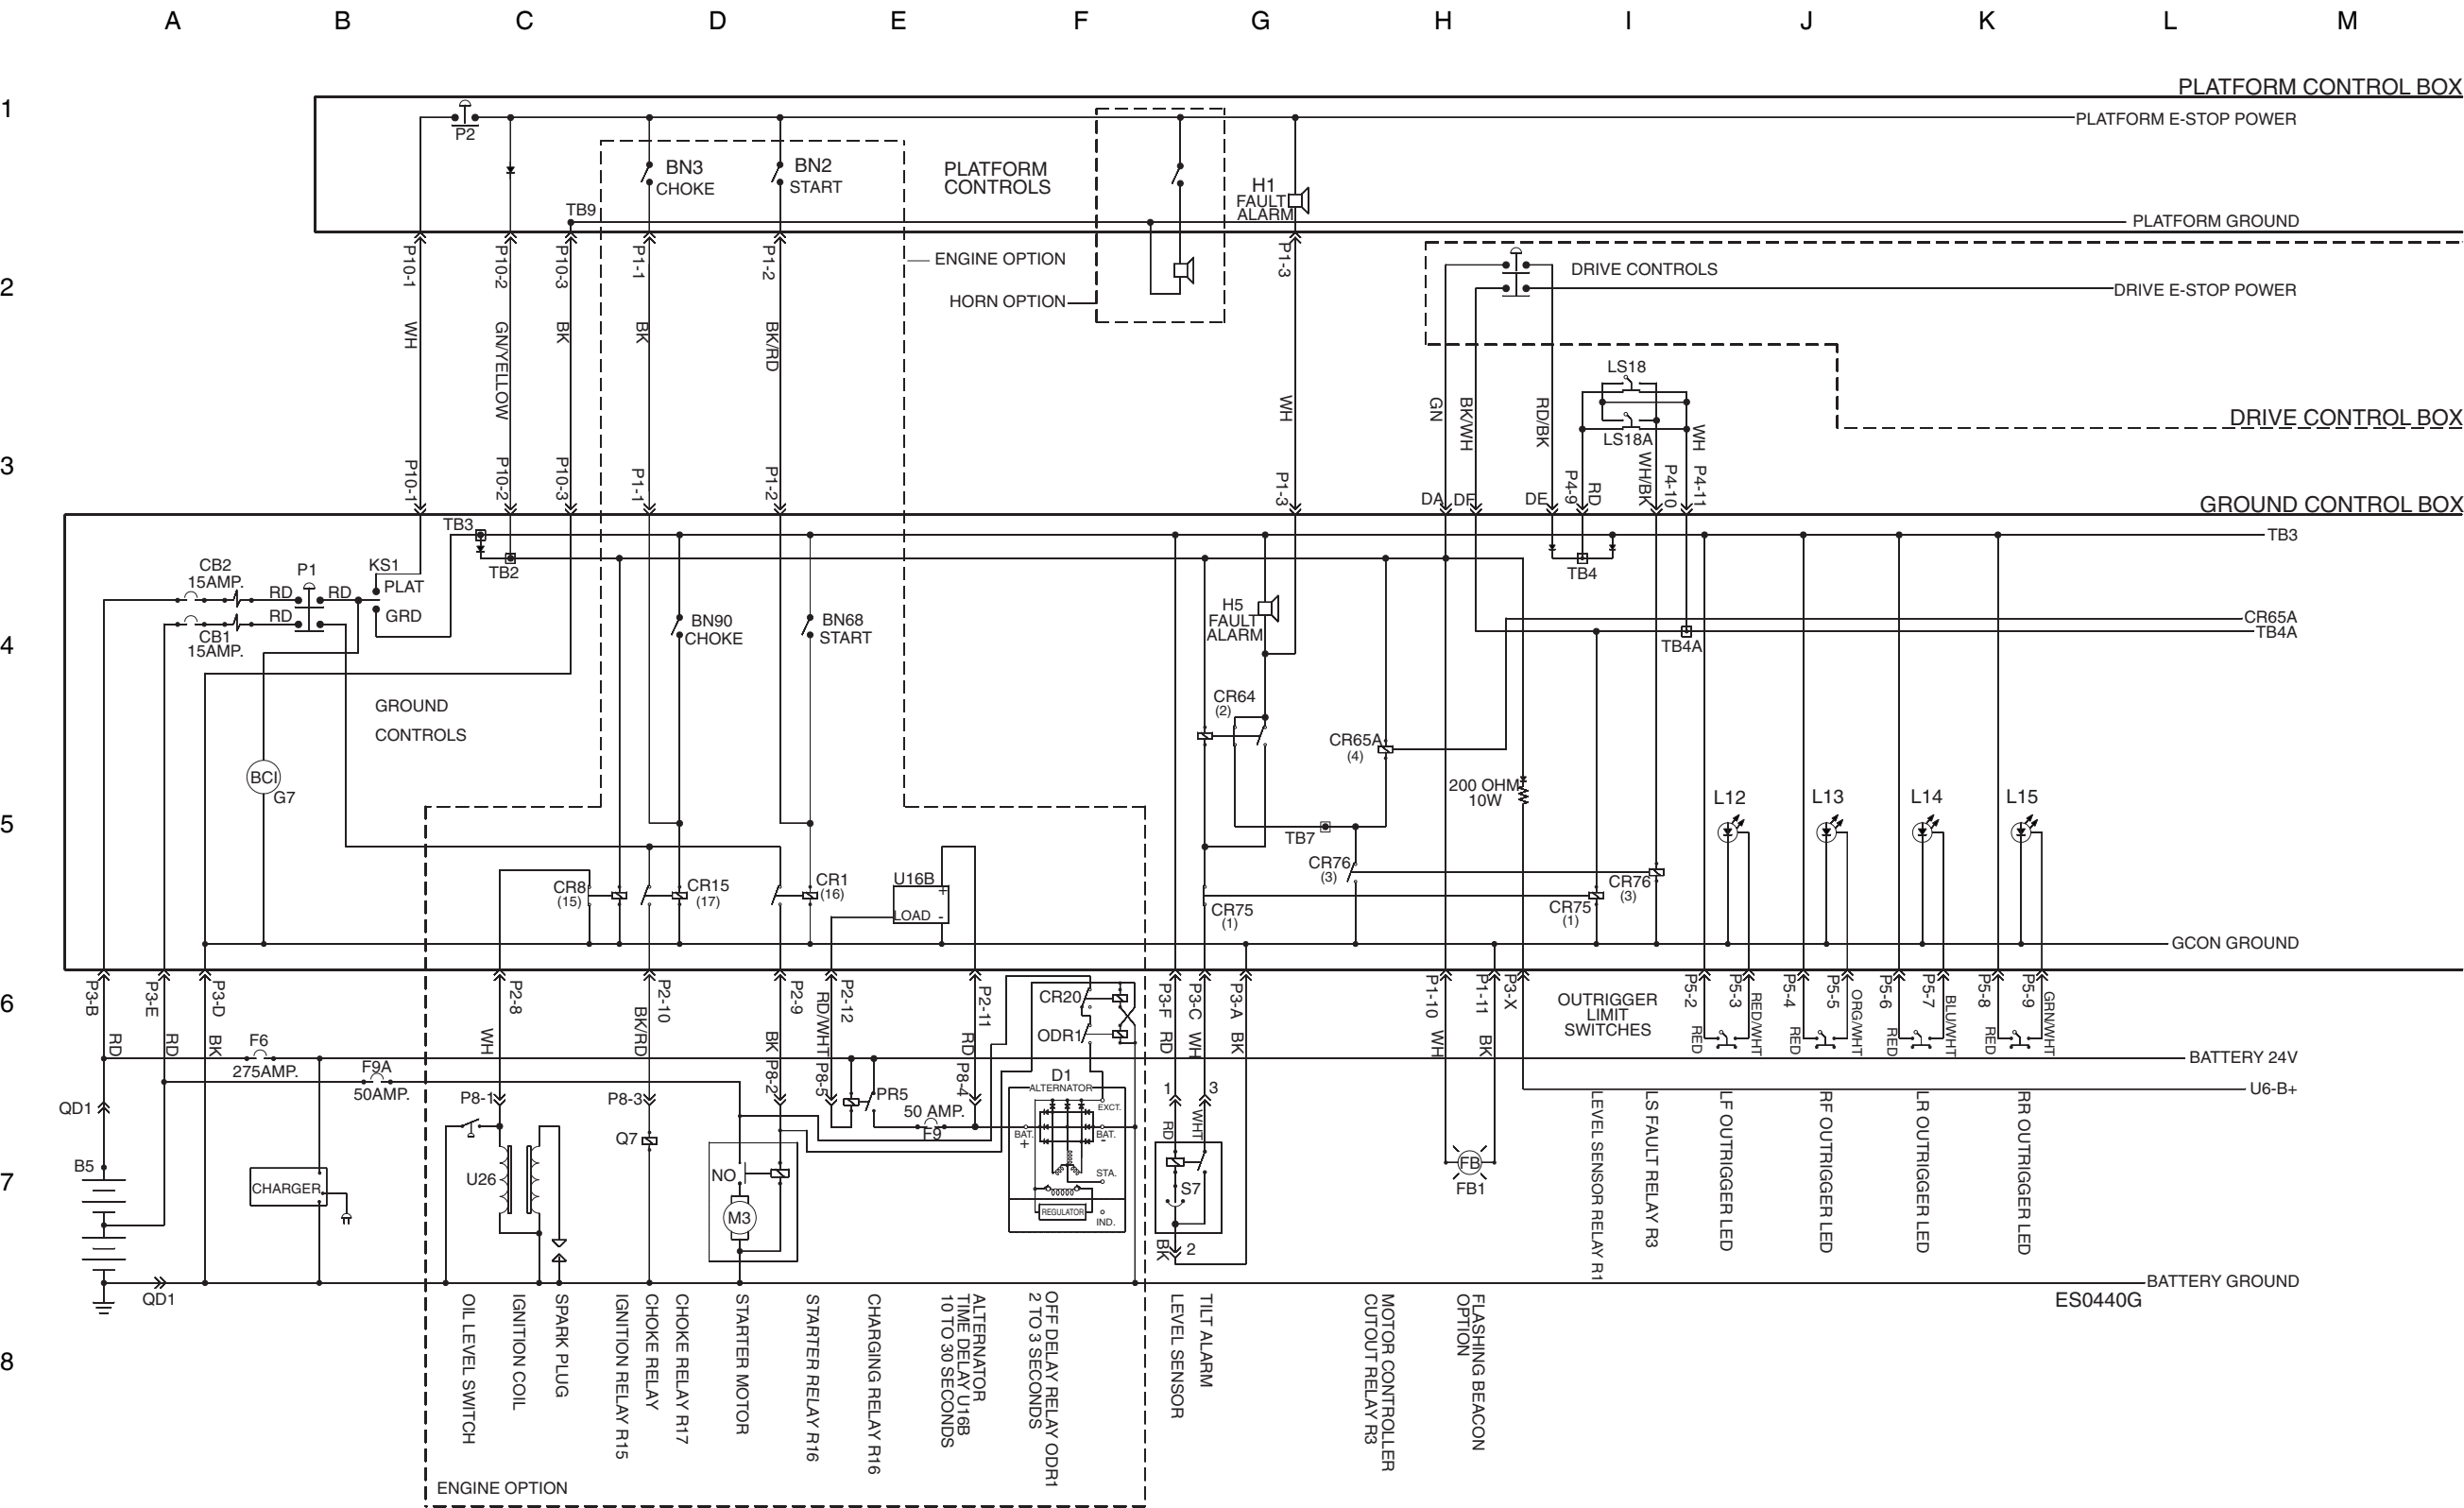 A B C D E F G H I J K L M
1
2
3
4
5
6
7
8
PLATFORM CONTROL BOX
PLATFORM E-STOP POWER
P2
BN3
CHOKE
BN2
START
PLATFORM
CONTROLS
H1
FAULT
ALARM
TB9
PLATFORM GROUND
P10-1
P10-2
P10-3
P1-1
P1-2
P1-3
ENGINE OPTION
HORN OPTION
DRIVE CONTROLS
DRIVE E-STOP POWER
WH
GN/YELLOW
BK
BK
BK/RD
WH
GN
BK/WH
RD/BK
LS18
LS18A
WH
WH/BK
RD
DRIVE CONTROL BOX
P10-1
P10-2
P10-3
P1-1
P1-2
P1-3
DA
DF
DE
P4-9
P4-10
P4-11
GROUND CONTROL BOX
TB3
TB3
TB2
TB4
CB2
15AMP.
P1
KS1
PLAT
GRD
RD
RD
RD
CB1
15AMP.
BN90
CHOKE
BN68
START
H5
FAULT
ALARM
CR65A
TB4A
TB4A
GROUND
CONTROLS
CR64
(2)
CR65A
(4)
BCI
G7
200 OHM
10W
L12
L13
L14
L15
TB7
CR76
(3)
CR8
(15)
CR15
(17)
CR1
(16)
U16B
+
LOAD -
CR75
(1)
CR75
(1)
CR76
(3)
GCON GROUND
P3-B
P3-E
P3-D
P2-8
P2-10
P2-9
P2-12
P2-11
P3-F
P3-C
P3-A
P1-10
P1-11
P3-X
OUTRIGGER
LIMIT
SWITCHES
P5-2
P5-3
P5-4
P5-5
P5-6
P5-7
P5-8
P5-9
RD
RD
BK
WH
BK/RD
BK
RD/WHT
RD
RD
WH
BK
WH
BK
RED
RED/WHT
RED
ORG/WHT
RED
BLU/WHT
RED
GRN/WHT
CR20
ODR1
F6
275AMP.
F9A
50AMP.
BATTERY 24V
U6-B+
QD1
P8-1
P8-3
P8-2
P8-5
P8-4
PR5
50 AMP.
F9
D1
ALTERNATOR
EXCT.
BAT.
+
BAT.
-
STA.
REGULATOR
IND.
1
3
RD
WHT
S7
BK
2
B5
CHARGER
U26
Q7
NO
M3
FB
FB1
LEVEL SENSOR RELAY R1
LS FAULT RELAY R3
LF OUTRIGGER LED
RF OUTRIGGER LED
LR OUTRIGGER LED
RR OUTRIGGER LED
QD1
BATTERY GROUND
ES0440G
OIL LEVEL SWITCH
IGNITION COIL
SPARK PLUG
IGNITION RELAY R15
CHOKE RELAY
CHOKE RELAY R17
STARTER MOTOR
STARTER RELAY R16
CHARGING RELAY R16
ALTERNATOR
TIME DELAY U16B
10 TO 30 SECONDS
OFF DELAY RELAY ODR1
2 TO 3 SECONDS
LEVEL SENSOR
TILT ALARM
MOTOR CONTROLLER
CUTOUT RELAY R3
FLASHING BEACON
OPTION
ENGINE OPTION